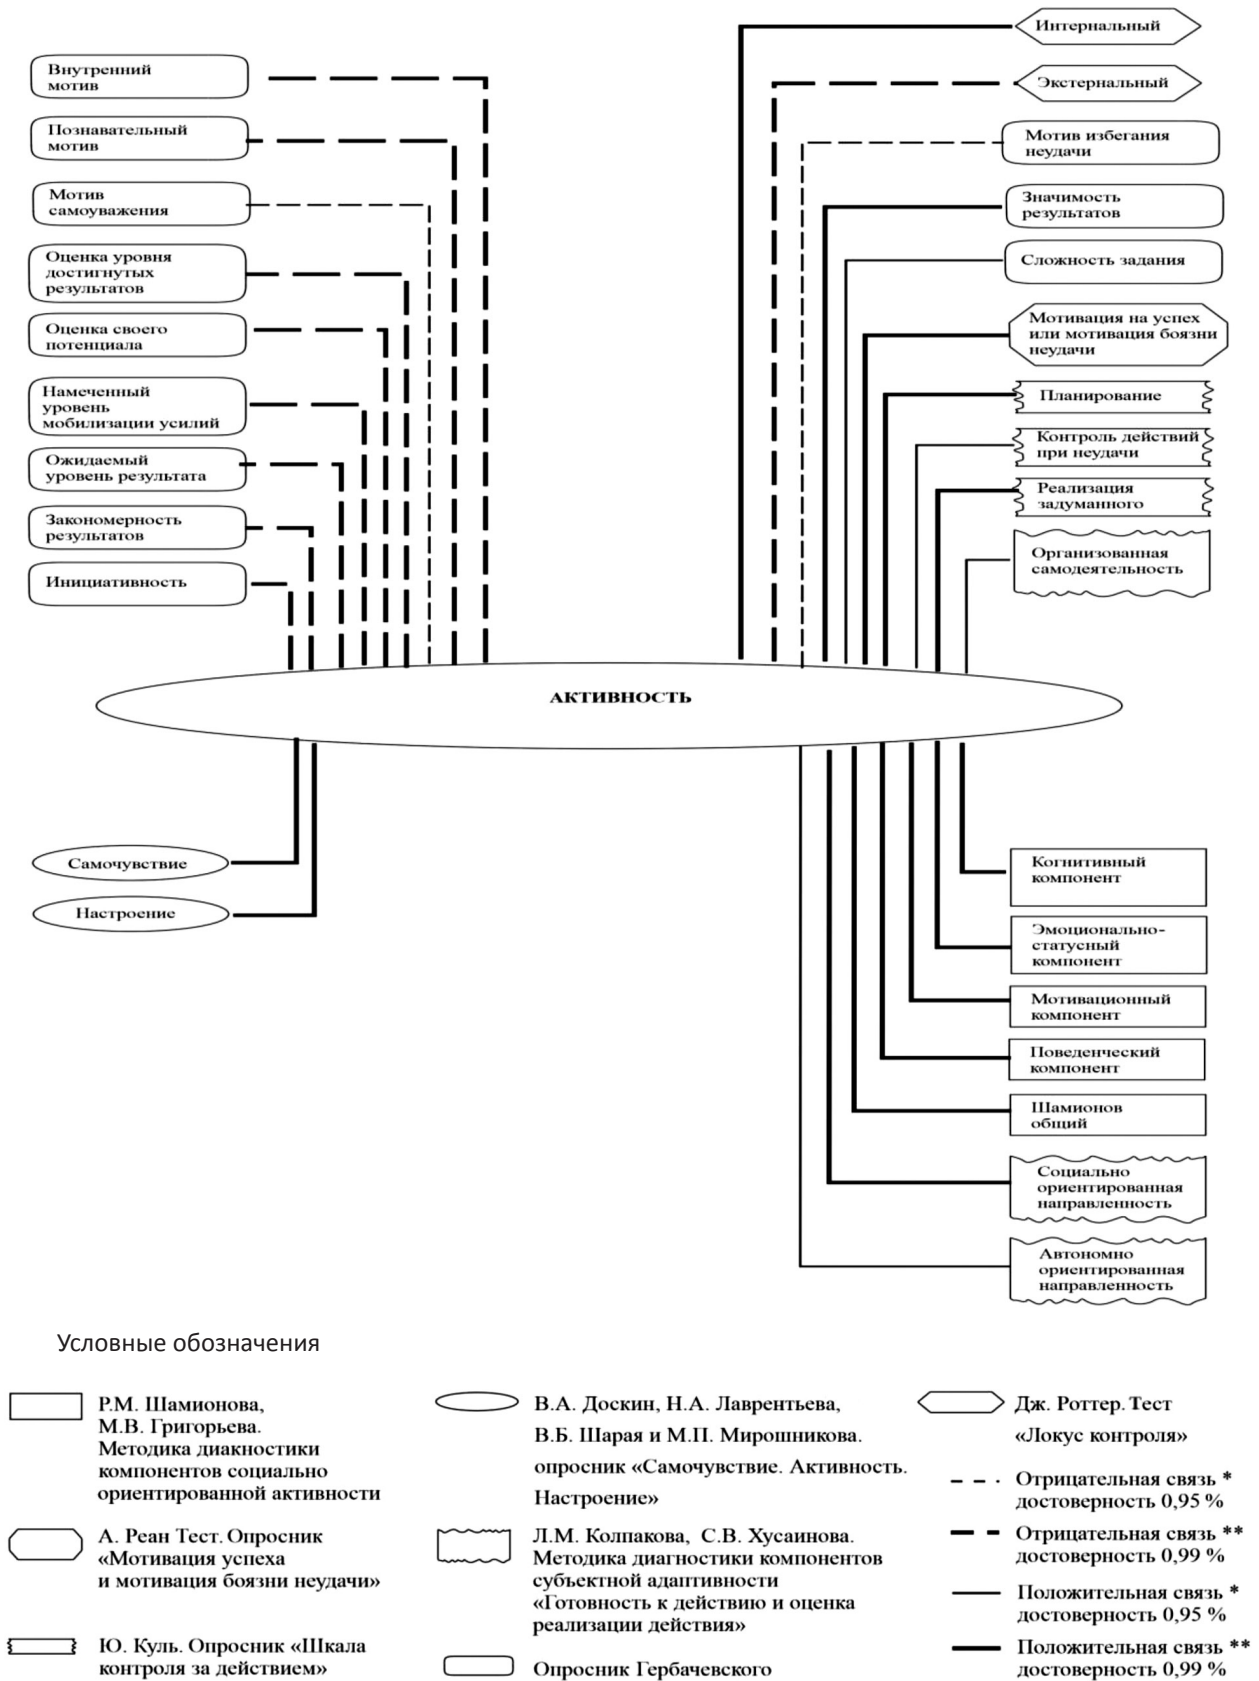 Внутренний
мотив
Познавательный
мотив
Мотив
самоуважения
Оценка уровня
достигнутых
результатов
Оценка своего
потенциала
Намеченный
уровень
мобилизации усилий
Ожидаемый
уровень результата
Закономерность
результатов
Инициативность
Интернальный
Экстернальный
Мотив избегания
неудачи
Значимость
результатов
Сложность задания
Мотивация на успех
или мотивация боязни
неудачи
Планирование
Контроль действий
при неудачи
Реализация
задуманного
Организованная
самодеятельность
АКТИВНОСТЬ
Самочувствие
Настроение
Когнитивный
компонент
Эмоционально-
статусный
компонент
Мотивационный
компонент
Поведенческий
компонент
Шамионов
общий
Социально
ориентированная
направленность
Автономно
ориентированная
направленность
Условные обозначения
Р.М. Шамионова,
М.В. Григорьева.
Методика диакностики
компонентов социально
ориентированной активности
А. Реан Тест. Опросник
«Мотивация успеха
и мотивация боязни неудачи»
Ю. Куль. Опросник «Шкала
контроля за действием»
В.А. Доскин, Н.А. Лаврентьева,
В.Б. Шарая и М.П. Мирошникова.
опросник «Самочувствие. Активность.
Настроение»
Л.М. Колпакова, С.В. Хусаинова.
Методика диагностики компонентов
субъектной адаптивности
«Готовность к действию и оценка
реализации действия»
Опросник Гербачевского
Дж. Роттер. Тест
«Локус контроля»
Отрицательная связь *
достоверность 0,95 %
Отрицательная связь **
достоверность 0,99 %
Положительная связь *
достоверность 0,95 %
Положительная связь **
достоверность 0,99 %